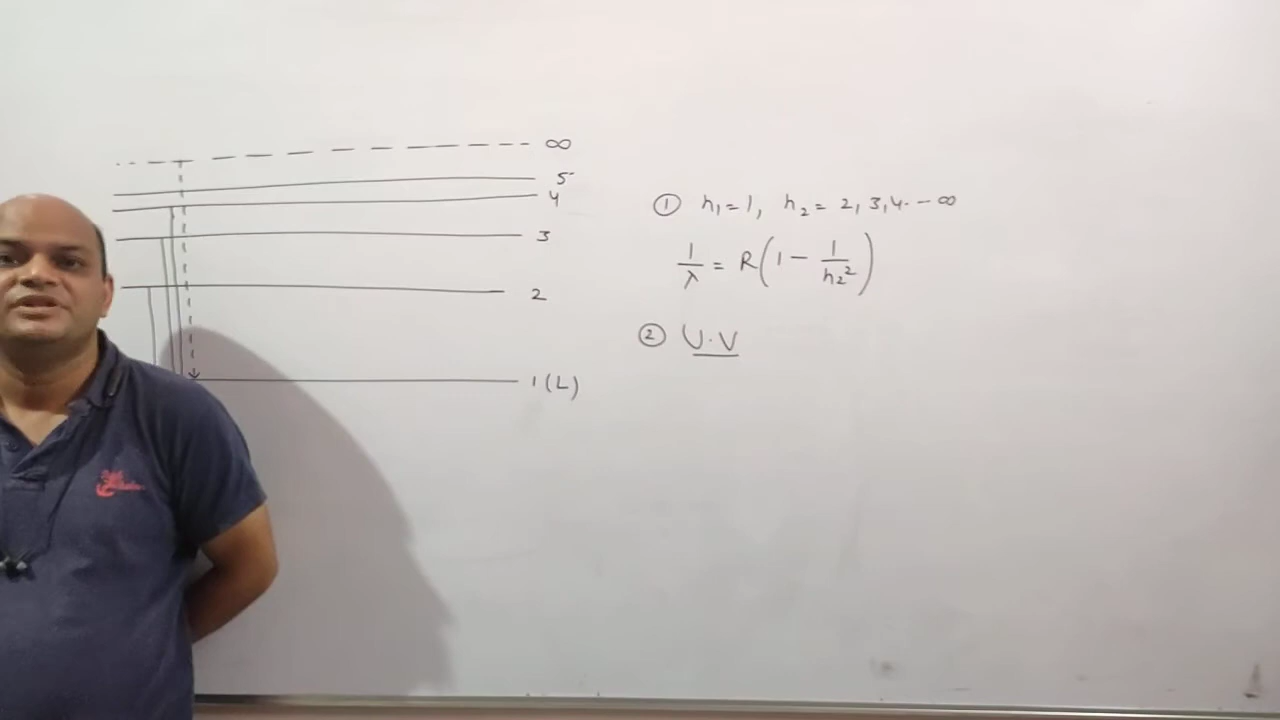 ∞
5
4
3
2
1 (L)
① n₁ = 1, n₂ = 2, 3, 4 . - ∞
1/λ = R(1 - 1/n₂²)
② U.V